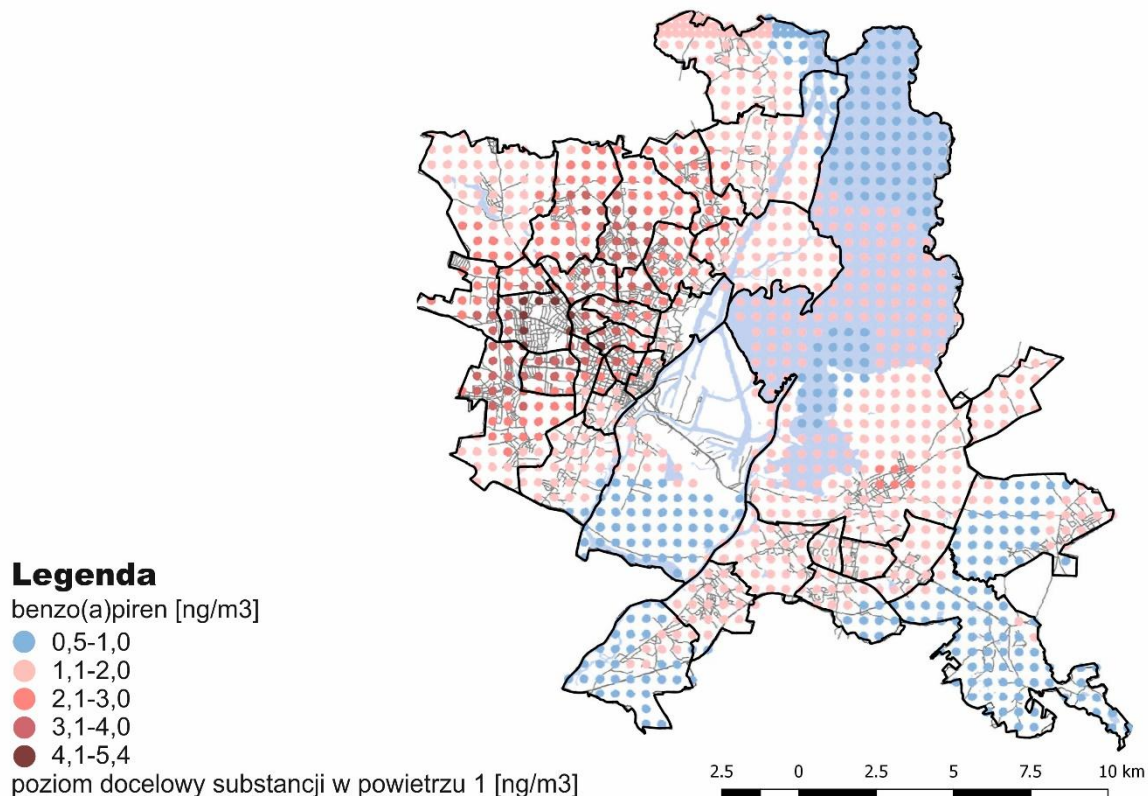 Legenda
benzo(a)piren [ng/m3]
0,5-1,0
1,1-2,0
2,1-3,0
3,1-4,0
4,1-5,4
poziom docelowy substancji w powietrzu 1 [ng/m3]
2.5 0 2.5 5 7.5 10 km